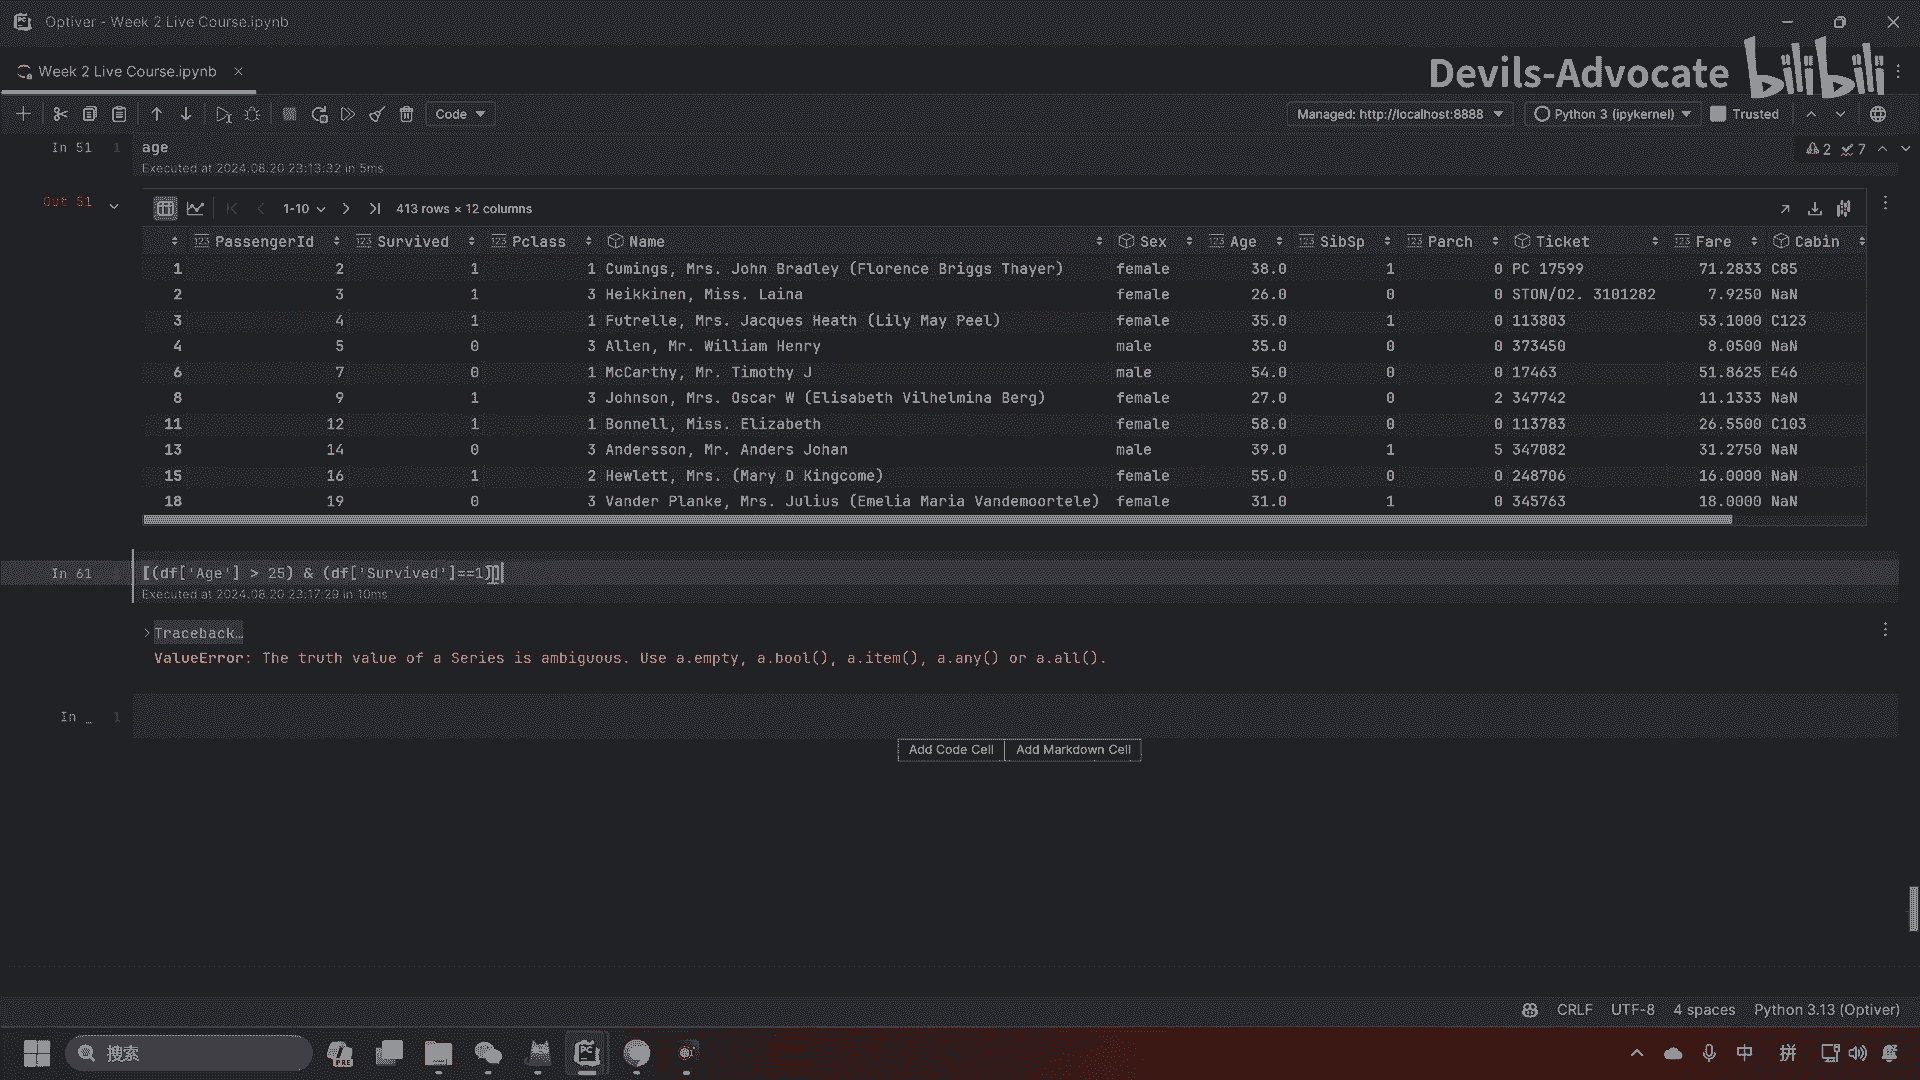 Optiver - Week 2 Live Course.ipynb
Week 2 Live Course.ipynb
Devils-Advocate bilibili
Code
Managed: http://localhost:8888
Python 3 (ipykernel)
Trusted
In 51 1 age
2 7
Executed at 2024.08.20 23:13:32 in 5ms
Out 51 1-10 413 rows × 12 columns
123 PassengerId 123 Survived 123 Pclass Name Sex 123 Age 123 SibSp 123 Parch Ticket 123 Fare Cabin
1 2 1 1 Cumings, Mrs. John Bradley (Florence Briggs Thayer) female 38.0 1 0 PC 17599 71.2833 C85
2 3 1 3 Heikkinen, Miss. Laina female 26.0 0 0 STON/O2. 3101282 7.9250 NaN
3 4 1 1 Futrelle, Mrs. Jacques Heath (Lily May Peel) female 35.0 1 0 113803 53.1000 C123
4 5 0 3 Allen, Mr. William Henry male 35.0 0 0 373450 8.0500 NaN
6 7 0 1 McCarthy, Mr. Timothy J male 54.0 0 0 17463 51.8625 E46
8 9 1 3 Johnson, Mrs. Oscar W (Elisabeth Vilhelmina Berg) female 27.0 0 2 347742 11.1333 NaN
11 12 1 1 Bonnell, Miss. Elizabeth female 58.0 0 0 113783 26.5500 C103
13 14 0 3 Andersson, Mr. Anders Johan male 39.0 1 5 347082 31.2750 NaN
15 16 1 2 Hewlett, Mrs. (Mary D Kingcome) female 55.0 0 0 248706 16.0000 NaN
18 19 0 3 Vander Planke, Mrs. Julius (Emelia Maria Vandemoortele) female 31.0 1 0 345763 18.0000 NaN
In 61 [(df['Age'] > 25) & (df['Survived']==1)]
Executed at 2024.08.20 23:17:29 in 10ms
Traceback…
ValueError: The truth value of a Series is ambiguous. Use a.empty, a.bool(), a.item(), a.any() or a.all().
In _ 1
Add Code Cell Add Markdown Cell
CRLF UTF-8 4 spaces Python 3.13 (Optiver)
搜索
PRE
PC
中
拼